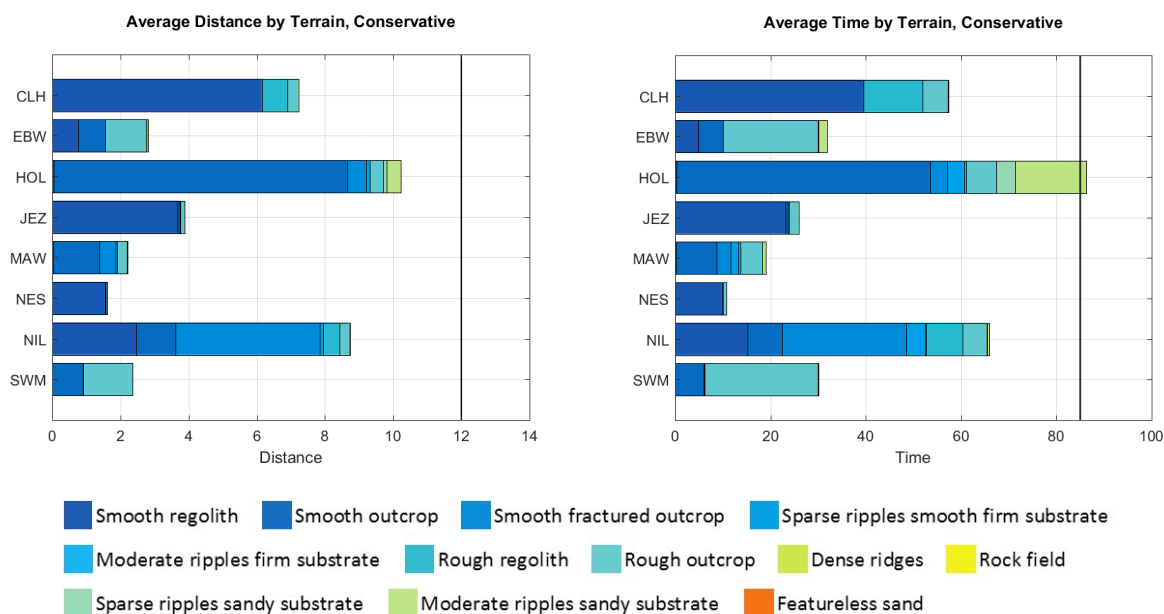 Average Distance by Terrain, Conservative
CLH
EBW
HOL
JEZ
MAW
NES
NIL
SWM
0 2 4 6 8 10 12 14
Distance
Average Time by Terrain, Conservative
CLH
EBW
HOL
JEZ
MAW
NES
NIL
SWM
0 20 40 60 80 100
Time
Smooth regolith Smooth outcrop Smooth fractured outcrop Sparse ripples smooth firm substrate
Moderate ripples firm substrate Rough regolith Rough outcrop Dense ridges Rock field
Sparse ripples sandy substrate Moderate ripples sandy substrate Featureless sand